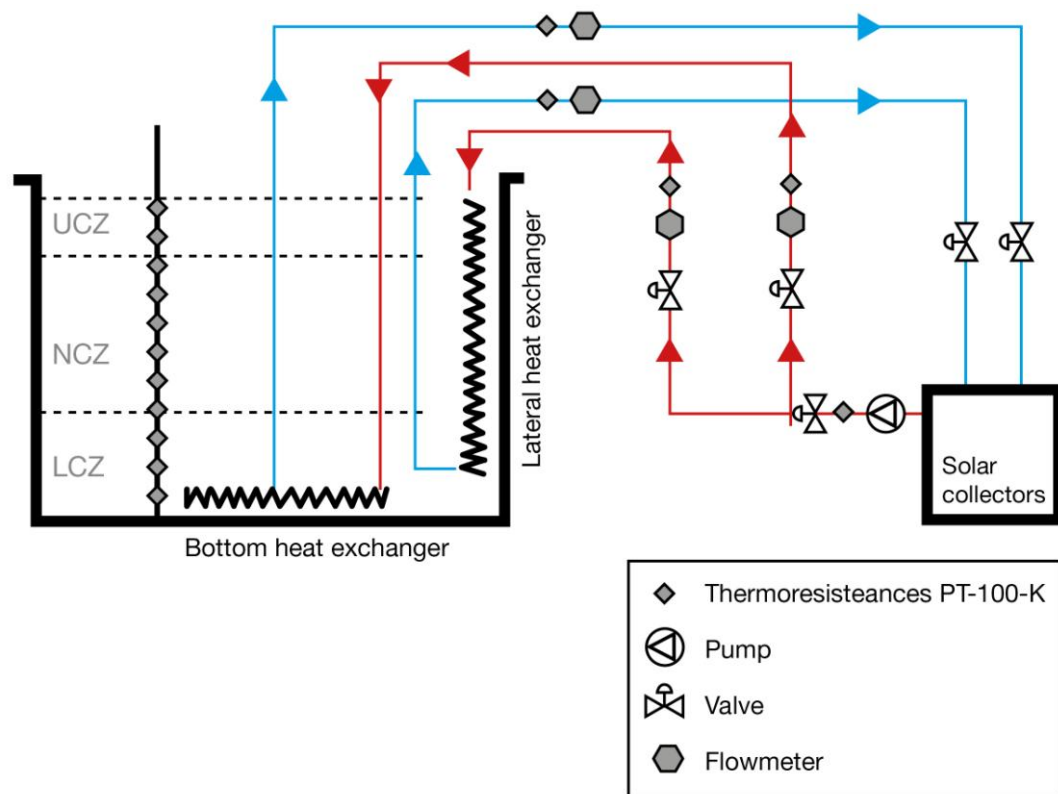 UCZ
NCZ
LCZ
Lateral heat exchanger
Bottom heat exchanger
Solar
collectors
Thermoresisteances PT-100-K
Pump
Valve
Flowmeter